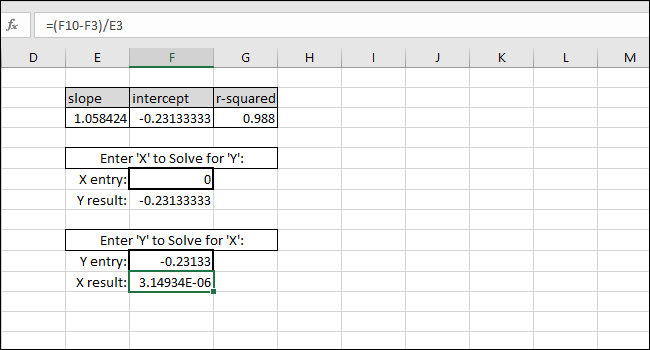 fx =(F10-F3)/E3
D E F G H I J K L M
slope intercept r-squared
1.058424 -0.23133333 0.988
Enter 'X' to Solve for 'Y':
X entry: 0
Y result: -0.23133333
Enter 'Y' to Solve for 'X':
Y entry: -0.23133
X result: 3.14934E-06